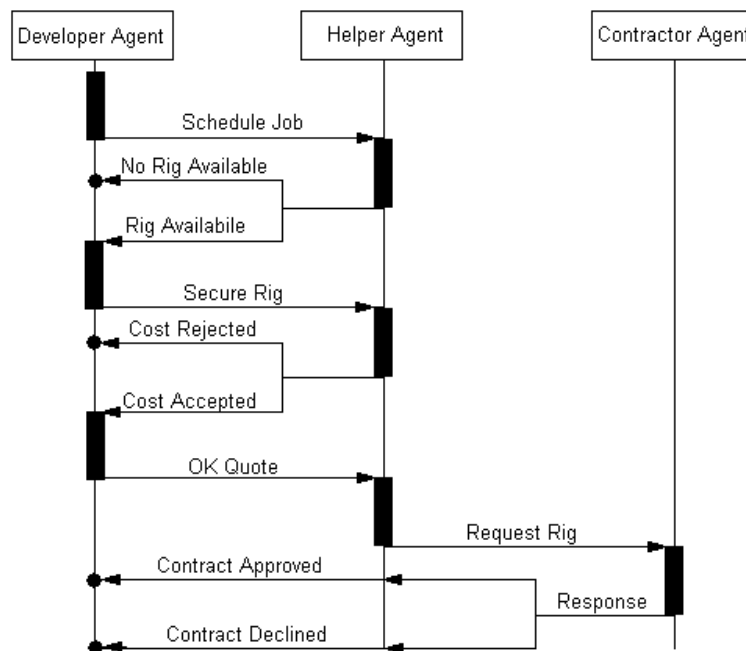 Developer Agent
Helper Agent
Contractor Agent
Schedule Job
No Rig Available
Rig Availabile
Secure Rig
Cost Rejected
Cost Accepted
OK Quote
Request Rig
Contract Approved
Response
Contract Declined